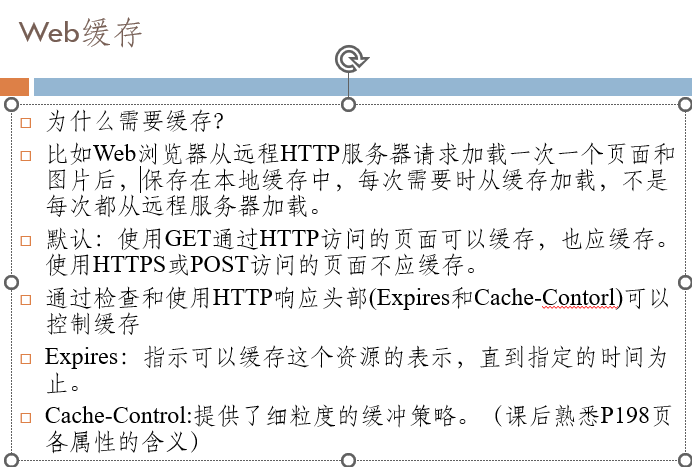 Web缓存
为什么需要缓存？
比如Web浏览器从远程HTTP服务器请求加载一次一个页面和
图片后，保存在本地缓存中，每次需要时从缓存加载，不是
每次都从远程服务器加载。
默认：使用GET通过HTTP访问的页面可以缓存，也应缓存。
使用HTTPS或POST访问的页面不应缓存。
通过检查和使用HTTP响应头部(Expires和Cache-Contorl)可以
控制缓存
Expires：指示可以缓存这个资源的表示，直到指定的时间为
止。
Cache-Control:提供了细粒度的缓冲策略。（课后熟悉P198页
各属性的含义）